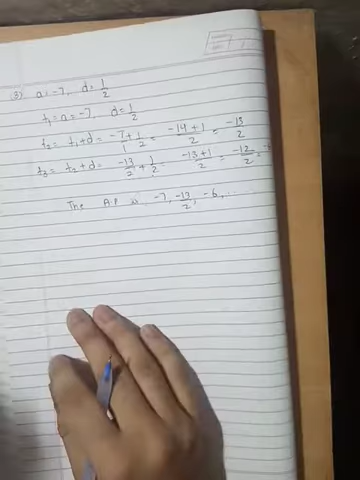 (3) a = -7, d = 1/2
t₁ = a = -7, d = 1/2
t₂ = t₁ + d = -7/1 + 1/2 = -14+1/2 = -13/2
t₃ = t₂ + d = -13/2 + 1/2 = -13+1/2 = -12/2 = -6
The A.P is -7, -13/2, -6, ...